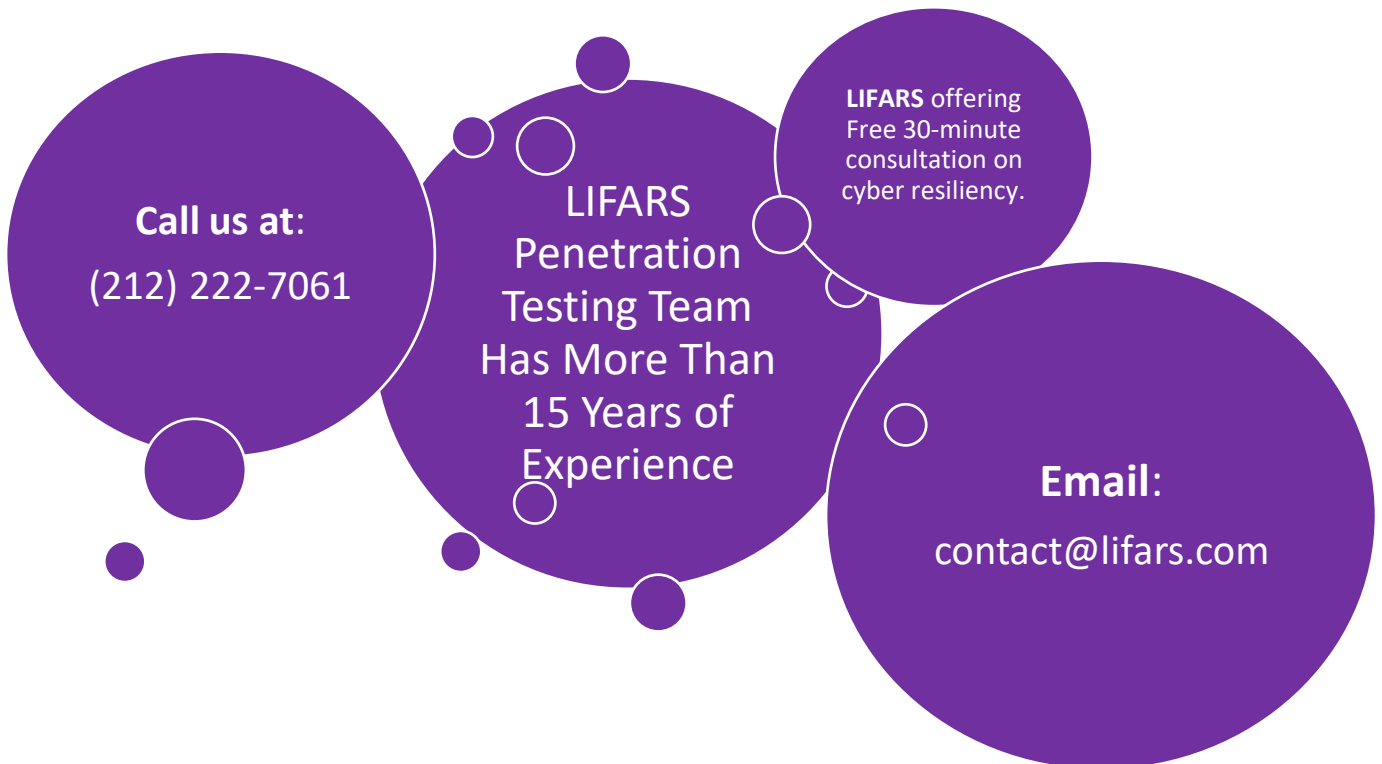 Call us at:
(212) 222-7061
LIFARS
Penetration
Testing Team
Has More Than
15 Years of
Experience
LIFARS offering
Free 30-minute
consultation on
cyber resiliency.
Email:
contact@lifars.com